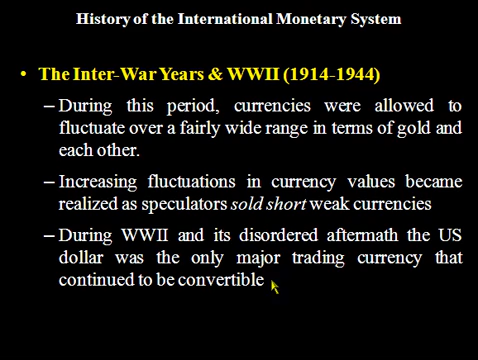 History of the International Monetary System
• The Inter-War Years & WWII (1914-1944)
– During this period, currencies were allowed to
fluctuate over a fairly wide range in terms of gold and
each other.
– Increasing fluctuations in currency values became
realized as speculators sold short weak currencies
– During WWII and its disordered aftermath the US
dollar was the only major trading currency that
continued to be convertible